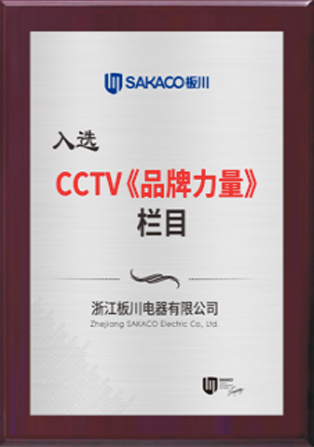 SAKACO板川
入选
CCTV《品牌力量》
栏目
浙江板川电器有限公司
Zhejiang SAKACO Electric Co., Ltd.
SAKACO